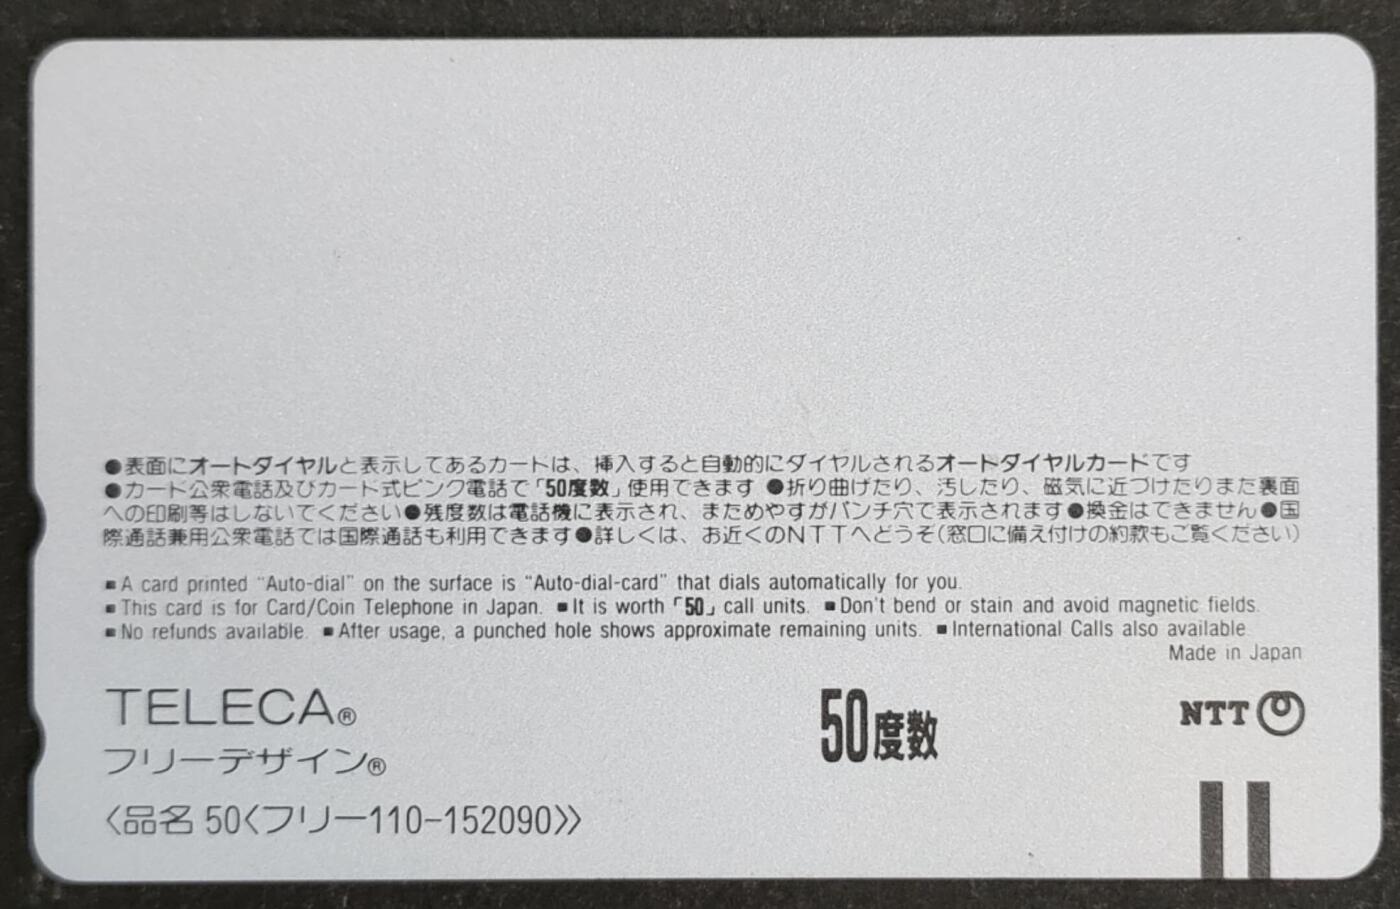 ●表面にオートダイヤルと表示してあるカートは、挿入すると自動的にダイヤルされるオートダイヤルカードです
●カード公衆電話及びカード式ピンク電話で「50度数」使用できます ●折り曲げたり、汚したり、磁気に近づけたりまた裏面
への印刷等はしないでください●残度数は電話機に表示され、まためやすがパンチ穴で表示されます●換金はできません●国
際通話兼用公衆電話では国際通話も利用できます●詳しくは、お近くのNTTへどうぞ(窓口に備え付けの約款もご覧ください)
■A card printed “Auto-dial” on the surface is “Auto-dial-card” that dials automatically for you.
■This card is for Card/Coin Telephone in Japan. ■It is worth「50」call units. ■Don't bend or stain and avoid magnetic fields.
■No refunds available. ■After usage, a punched hole shows approximate remaining units. ■International Calls also available
Made in Japan
TELECA®
フリーデザイン®
50度数
NTT
〈品名 50〈フリー110-152090〉〉